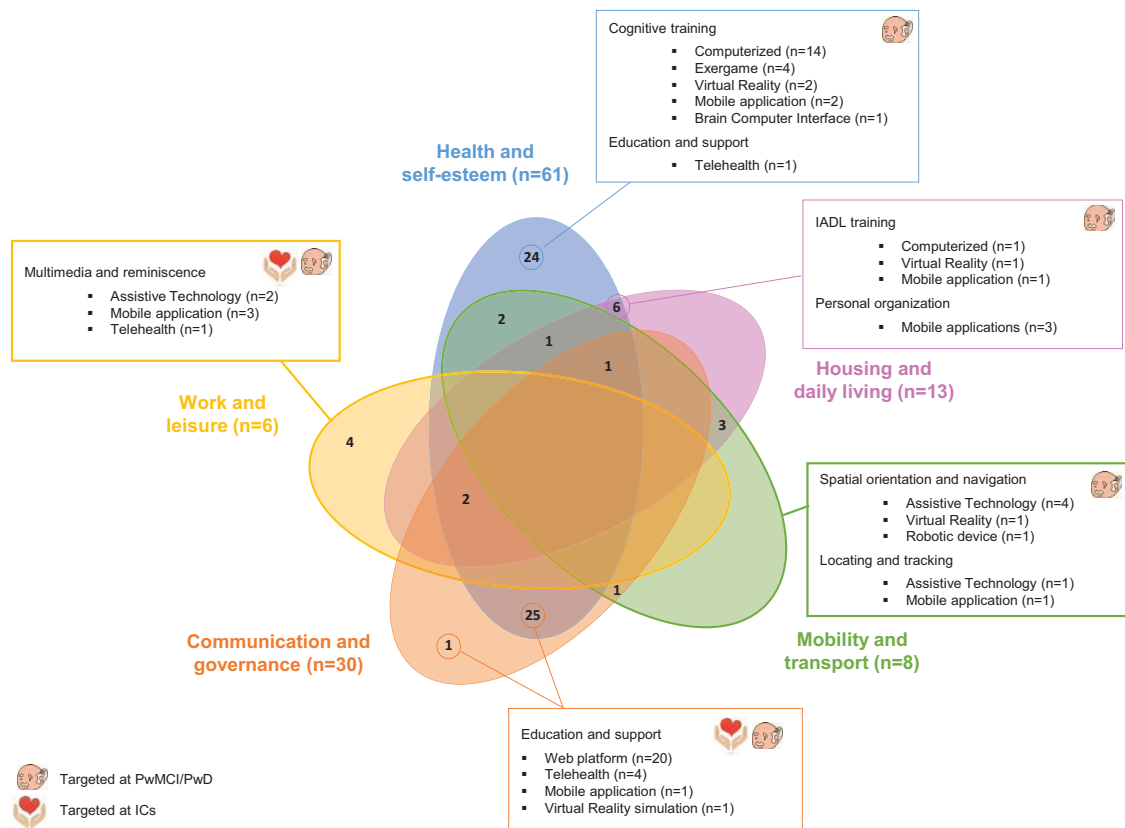 Cognitive training
▪ Computerized (n=14)
▪ Exergame (n=4)
▪ Virtual Reality (n=2)
▪ Mobile application (n=2)
▪ Brain Computer Interface (n=1)
Education and support
▪ Telehealth (n=1)
Health and
self-esteem (n=61)
IADL training
▪ Computerized (n=1)
▪ Virtual Reality (n=1)
▪ Mobile application (n=1)
Personal organization
▪ Mobile applications (n=3)
Multimedia and reminiscence
▪ Assistive Technology (n=2)
▪ Mobile application (n=3)
▪ Telehealth (n=1)
24
6
2
1
1
3
4
2
1
25
1
Housing and
daily living (n=13)
Work and
leisure (n=6)
Spatial orientation and navigation
▪ Assistive Technology (n=4)
▪ Virtual Reality (n=1)
▪ Robotic device (n=1)
Locating and tracking
▪ Assistive Technology (n=1)
▪ Mobile application (n=1)
Communication and
governance (n=30)
Mobility and
transport (n=8)
Education and support
▪ Web platform (n=20)
▪ Telehealth (n=4)
▪ Mobile application (n=1)
▪ Virtual Reality simulation (n=1)
Targeted at PwMCI/PwD
Targeted at ICs